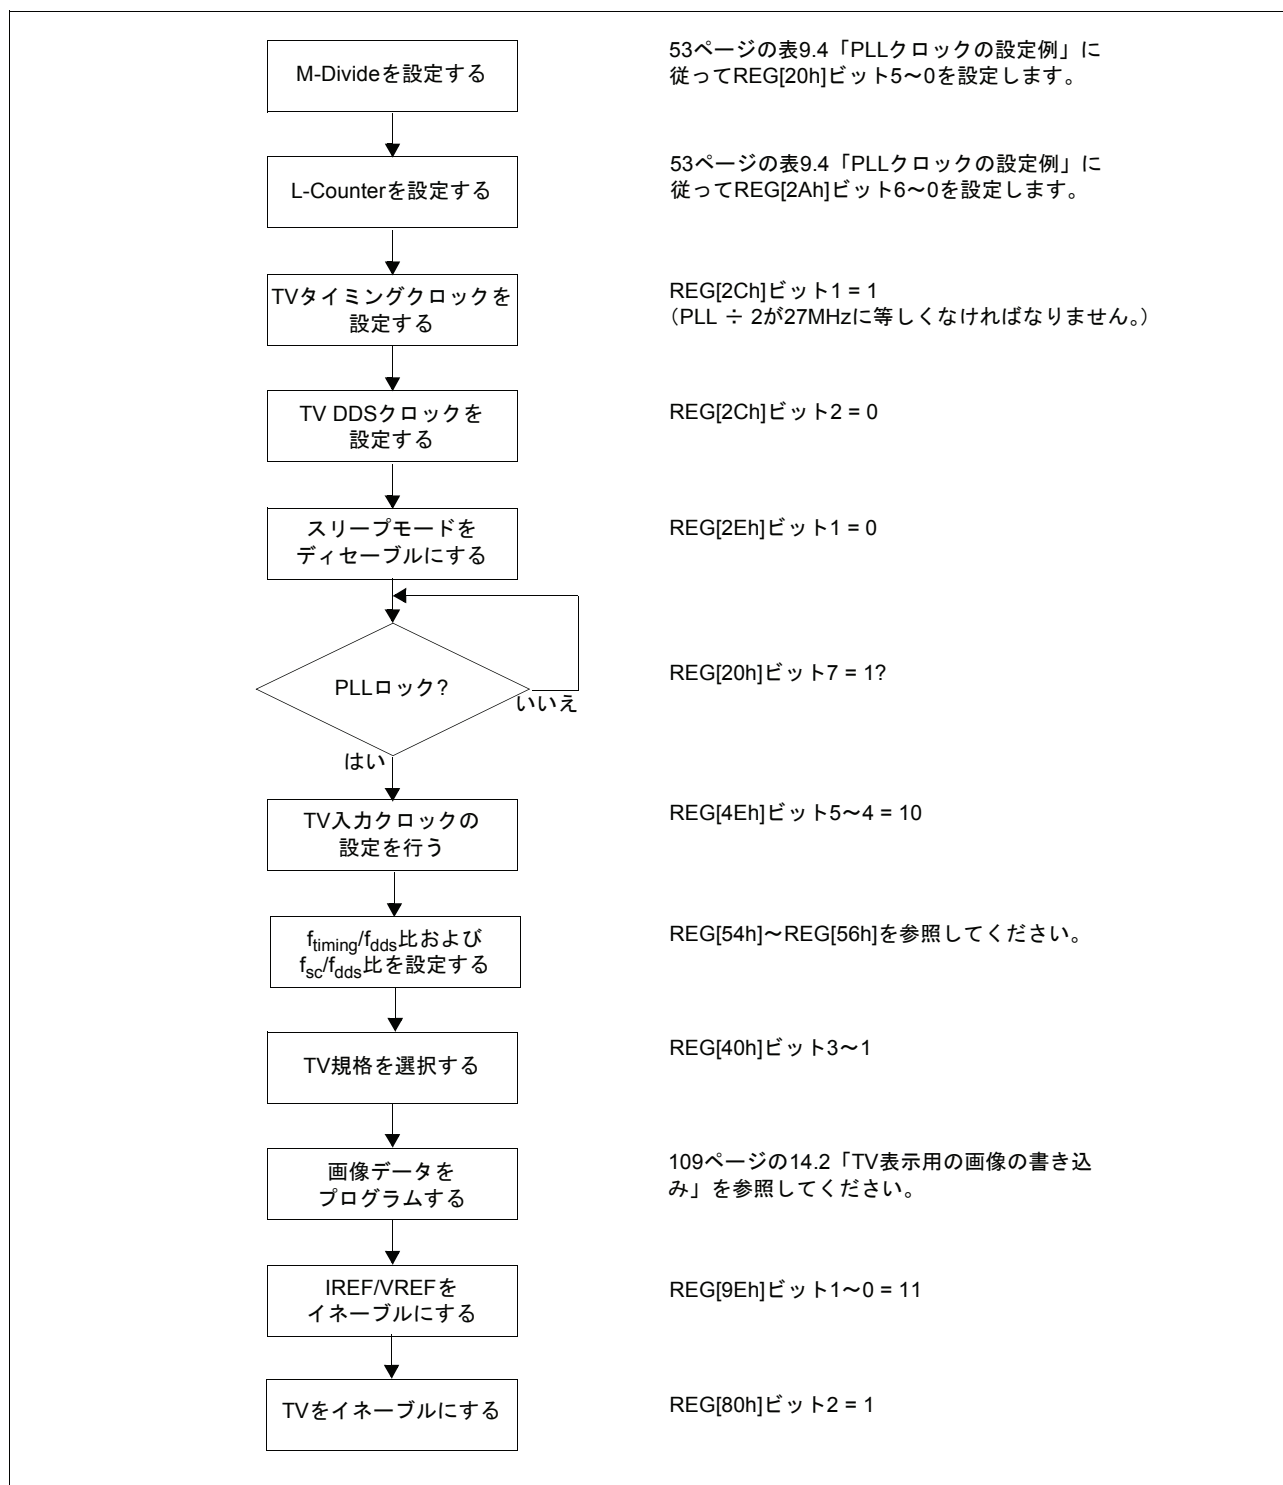 M-Divideを設定する
53ページの表9.4「PLLクロックの設定例」に
従ってREG[20h]ビット5～0を設定します。
L-Counterを設定する
53ページの表9.4「PLLクロックの設定例」に
従ってREG[2Ah]ビット6～0を設定します。
TVタイミングクロックを
設定する
REG[2Ch]ビット1 = 1
（PLL ÷ 2が27MHzに等しくなければなりません。）
TV DDSクロックを
設定する
REG[2Ch]ビット2 = 0
スリープモードを
ディセーブルにする
REG[2Eh]ビット1 = 0
PLLロック?
REG[20h]ビット7 = 1?
いいえ
はい
TV入力クロックの
設定を行う
REG[4Eh]ビット5～4 = 10
ftiming/fdds比および
fsc/fdds比を設定する
REG[54h]～REG[56h]を参照してください。
TV規格を選択する
REG[40h]ビット3～1
画像データを
プログラムする
109ページの14.2「TV表示用の画像の書き込
み」を参照してください。
IREF/VREFを
イネーブルにする
REG[9Eh]ビット1～0 = 11
TVをイネーブルにする
REG[80h]ビット2 = 1